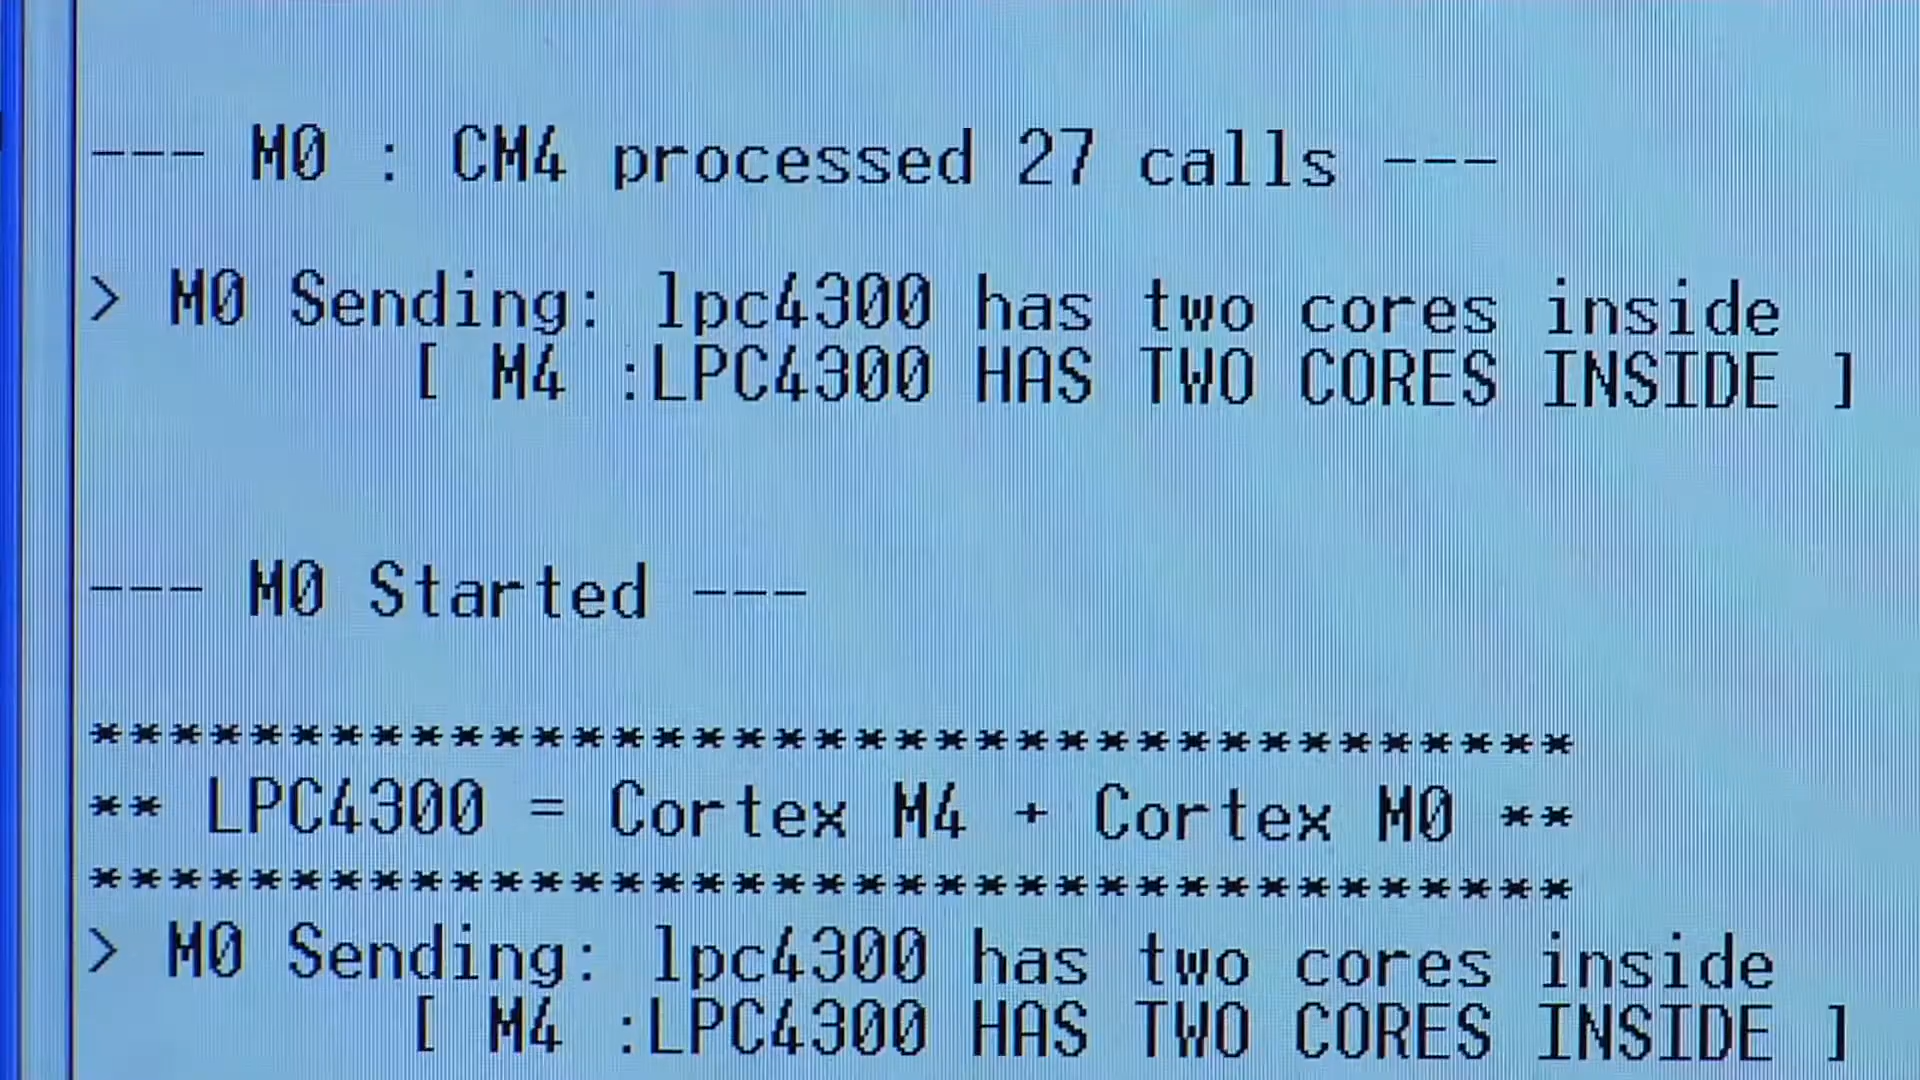 --- M0 : CM4 processed 27 calls ---
> M0 Sending: lpc4300 has two cores inside
[ M4 :LPC4300 HAS TWO CORES INSIDE ]
--- M0 Started ---
*************************************
** LPC4300 = Cortex M4 + Cortex M0 **
*************************************
> M0 Sending: lpc4300 has two cores inside
[ M4 :LPC4300 HAS TWO CORES INSIDE ]